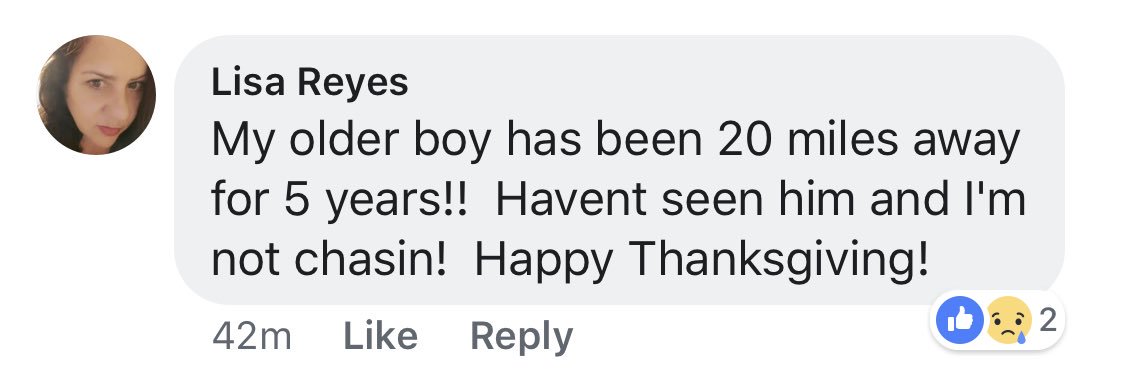 Lisa Reyes
My older boy has been 20 miles away
for 5 years!!  Havent seen him and I'm
not chasin!  Happy Thanksgiving!
42m Like Reply 2